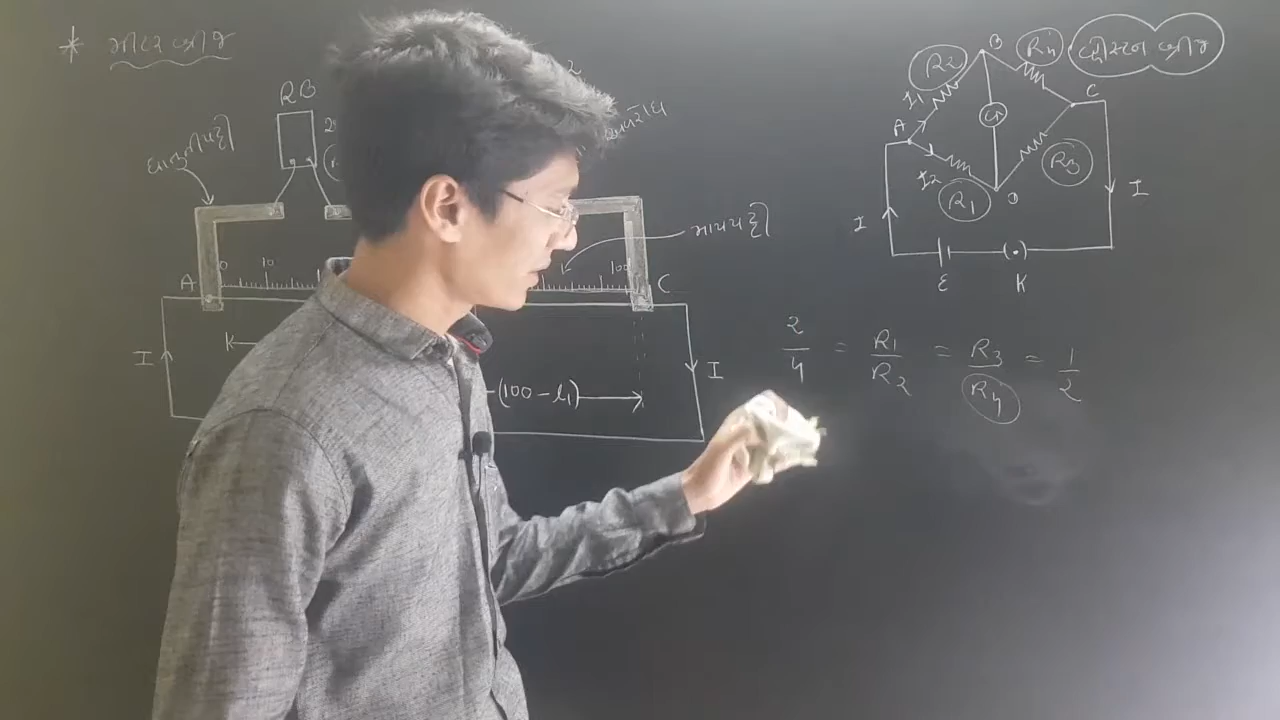 * મીટર બ્રીજ
RB
ધાતુની પટ્ટી
માપપટ્ટી
A
0
10
100
C
I
I
K
(100 - l₁)
વ્હીસ્ટન બ્રીજ
B
R2
R4
I1
A
G
C
I2
R1
D
R3
I
I
E
K
2/4 = R1/R2 = R3/R4 = 1/2